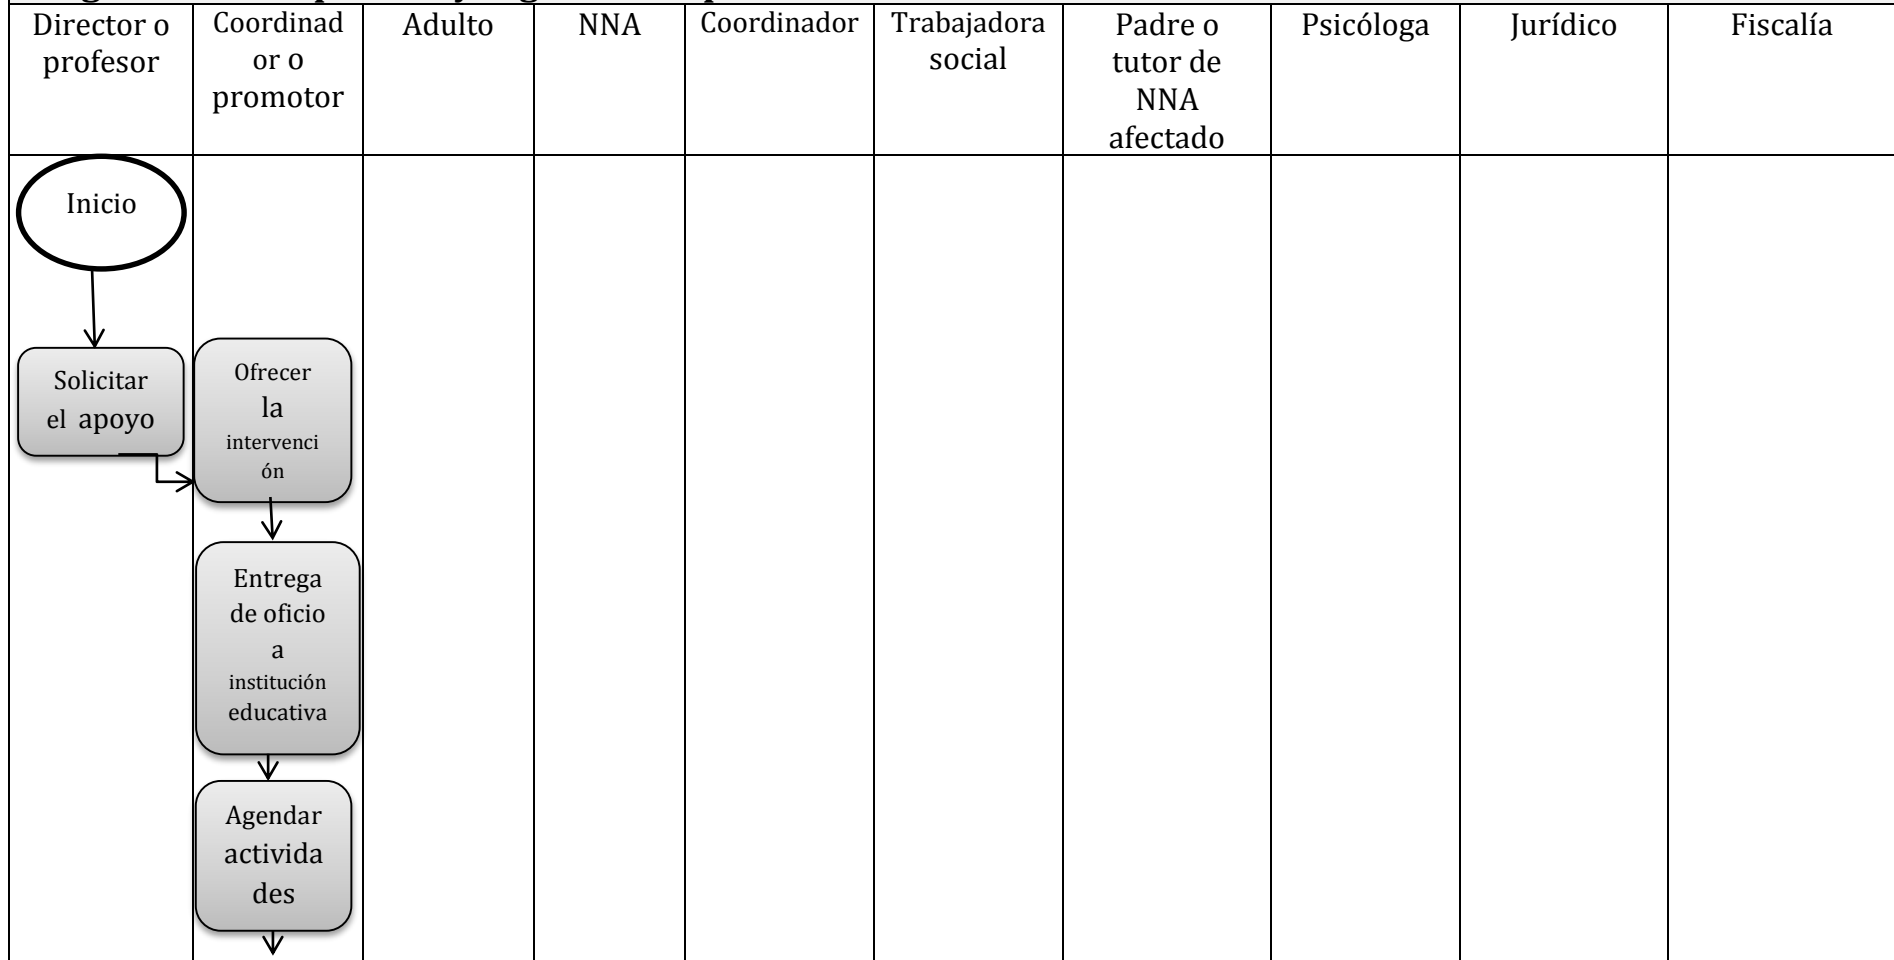 Director o
profesor
Coordinad
or o
promotor
Adulto
NNA
Coordinador
Trabajadora
social
Padre o
tutor de
NNA
afectado
Psicóloga
Jurídico
Fiscalía
Inicio
Solicitar
el apoyo
Ofrecer
la
intervenci
ón
Entrega
de oficio
a
institución
educativa
Agendar
activida
des